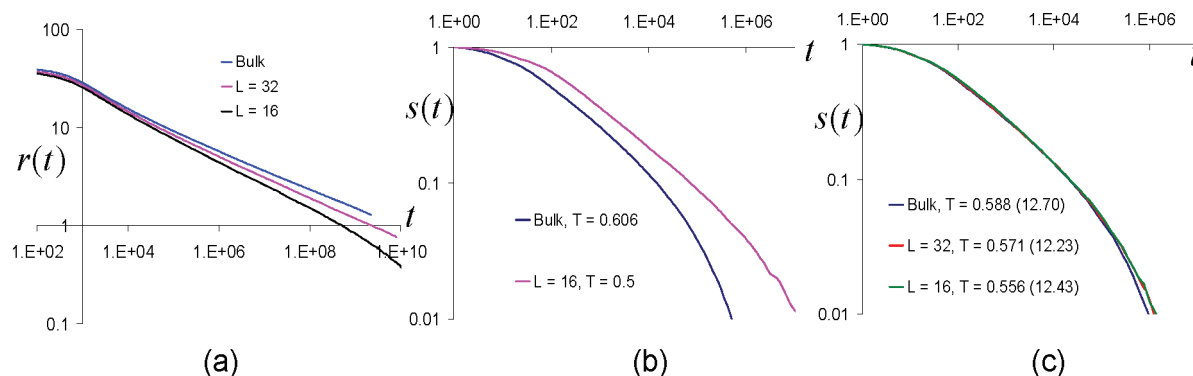 100
10
1
0.1
r(t)
t
1.E+02
1.E+04
1.E+06
1.E+08
1.E+10
Bulk
L = 32
L = 16
(a)
1.E+00
1.E+02
1.E+04
1.E+06
t
1
0.1
0.01
s(t)
Bulk, T = 0.606
L = 16, T = 0.5
(b)
1.E+00
1.E+02
1.E+04
1.E+06
1
0.1
0.01
s(t)
Bulk, T = 0.588 (12.70)
L = 32, T = 0.571 (12.23)
L = 16, T = 0.556 (12.43)
(c)